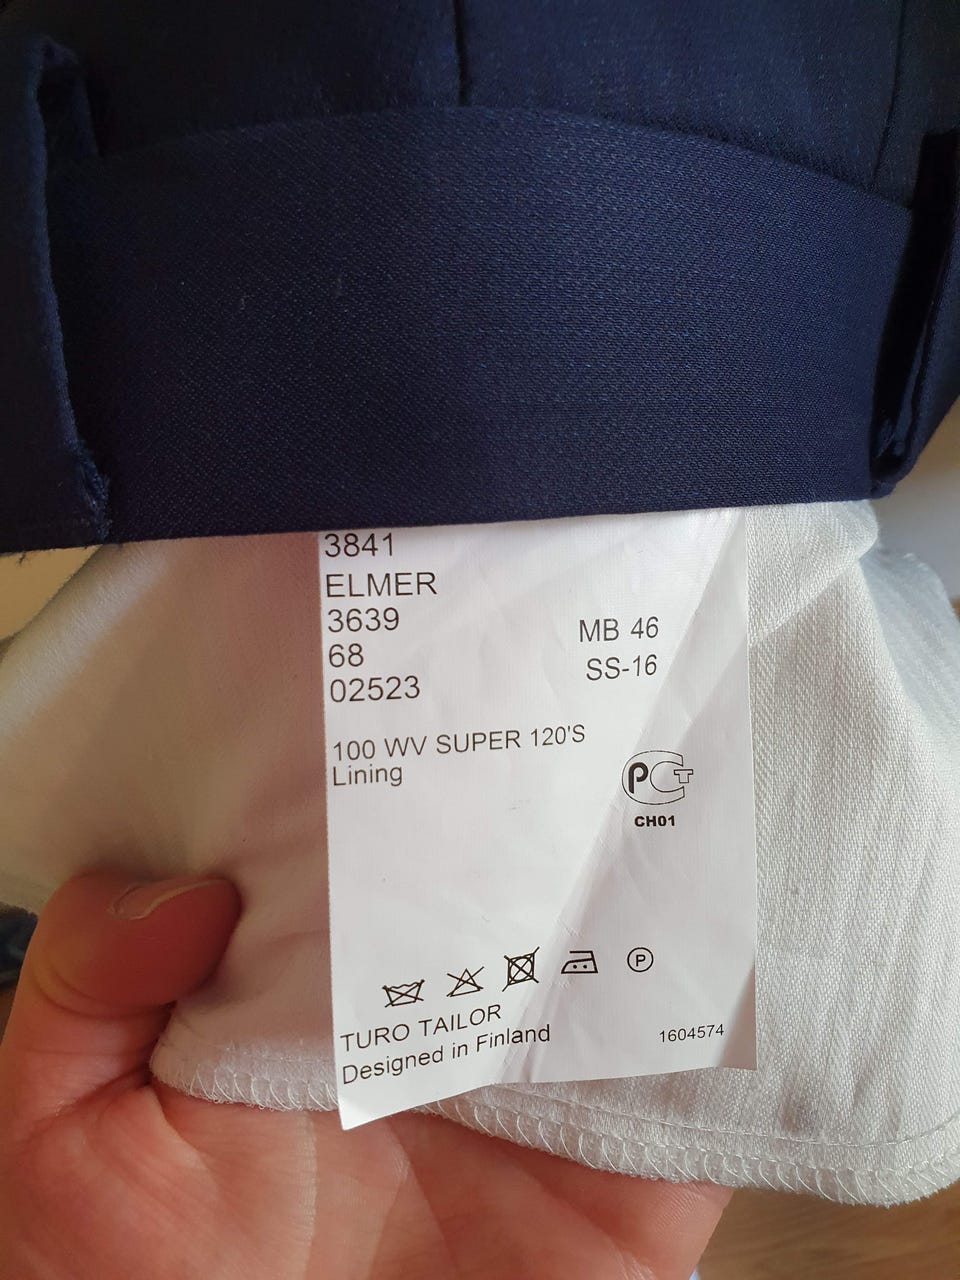 3841
ELMER
3639
68
02523
MB 46
SS-16
100 WV SUPER 120'S
Lining
PCT
CH01
P
TURO TAILOR
Designed in Finland
1604574